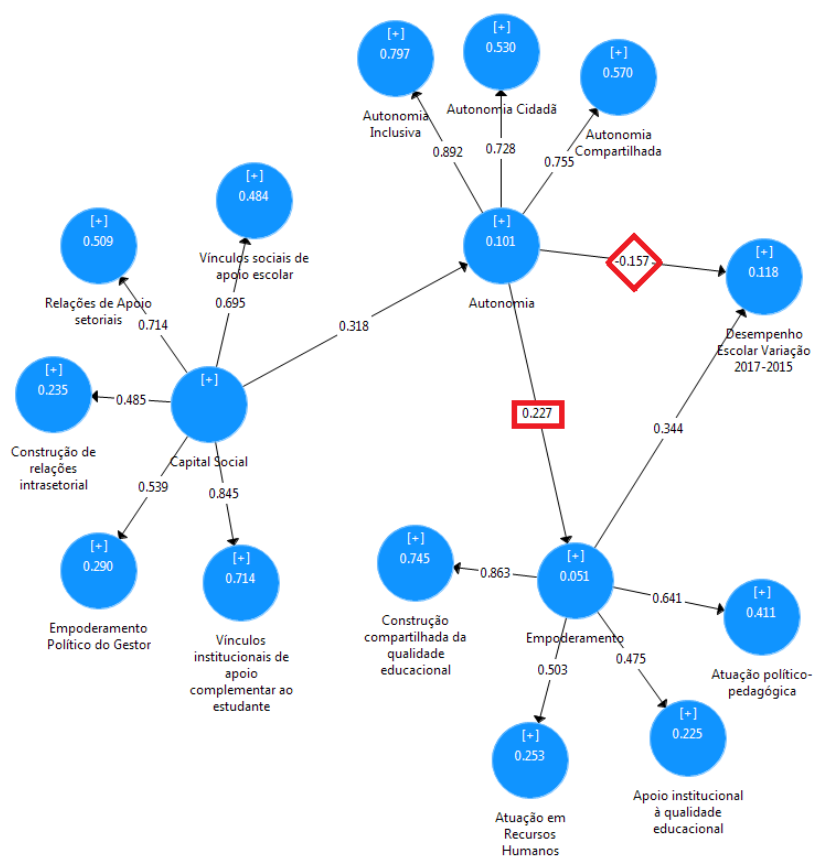 [+]
0.797
Autonomia
Inclusiva
[+]
0.530
Autonomia Cidadã
[+]
0.570
Autonomia
Compartilhada
0.892
0.728
0.755
[+]
0.484
Vínculos sociais de
apoio escolar
[+]
0.509
Relações de Apoio
setoriais
[+]
0.101
Autonomia
-0.157
[+]
0.118
Desempenho
Escolar Variação
2017-2015
0.695
0.714
0.318
[+]
0.235
Construção de
relações
intrasetorial
0.485
[+]
Capital Social
0.227
0.344
0.539
0.845
[+]
0.290
Empoderamento
Político do Gestor
[+]
0.714
Vínculos
institucionais de
apoio
complementar ao
estudante
[+]
0.745
Construção
compartilhada da
qualidade
educacional
0.863
[+]
0.051
Empoderamento
0.641
[+]
0.411
Atuação político-
pedagógica
0.503
0.475
[+]
0.253
Atuação em
Recursos
Humanos
[+]
0.225
Apoio institucional
à qualidade
educacional